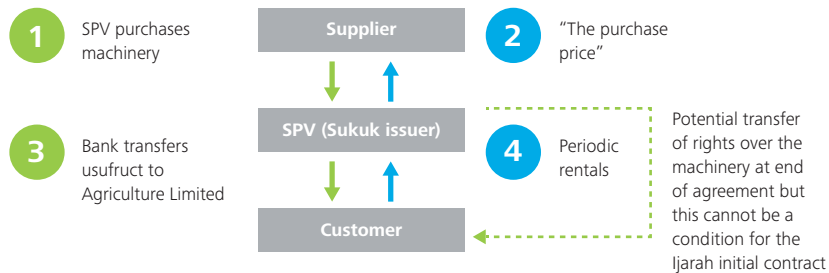 1
SPV purchases
machinery
Supplier
2
“The purchase
price”
3
Bank transfers
usufruct to
Agriculture Limited
SPV (Sukuk issuer)
4
Periodic
rentals
Potential transfer
of rights over the
machinery at end
of agreement but
this cannot be a
condition for the
Ijarah initial contract
Customer